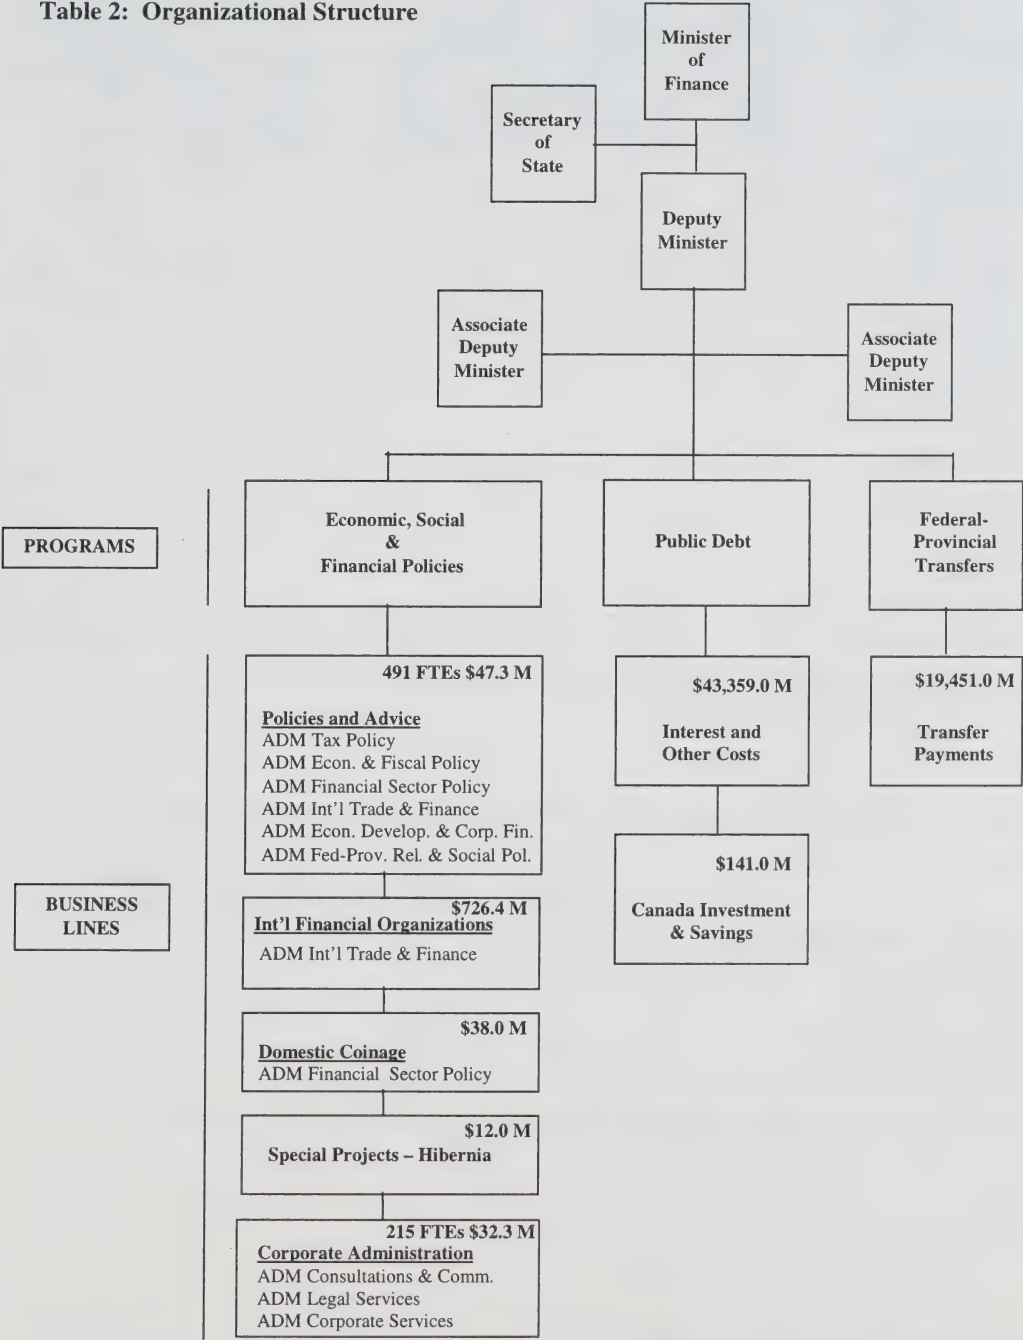 Table 2: Organizational Structure
Minister
of
Finance
Secretary
of
State
Deputy
Minister
Associate
Deputy
Minister
Associate
Deputy
Minister
PROGRAMS
Economic, Social
&
Financial Policies
Public Debt
Federal-
Provincial
Transfers
BUSINESS
LINES
491 FTEs $47.3 M
Policies and Advice
ADM Tax Policy
ADM Econ. & Fiscal Policy
ADM Financial Sector Policy
ADM Int'l Trade & Finance
ADM Econ. Develop. & Corp. Fin.
ADM Fed-Prov. Rel. & Social Pol.
$726.4 M
Int'l Financial Organizations
ADM Int'l Trade & Finance
$38.0 M
Domestic Coinage
ADM Financial Sector Policy
$12.0 M
Special Projects – Hibernia
215 FTEs $32.3 M
Corporate Administration
ADM Consultations & Comm.
ADM Legal Services
ADM Corporate Services
$43,359.0 M
Interest and
Other Costs
$141.0 M
Canada Investment
& Savings
$19,451.0 M
Transfer
Payments